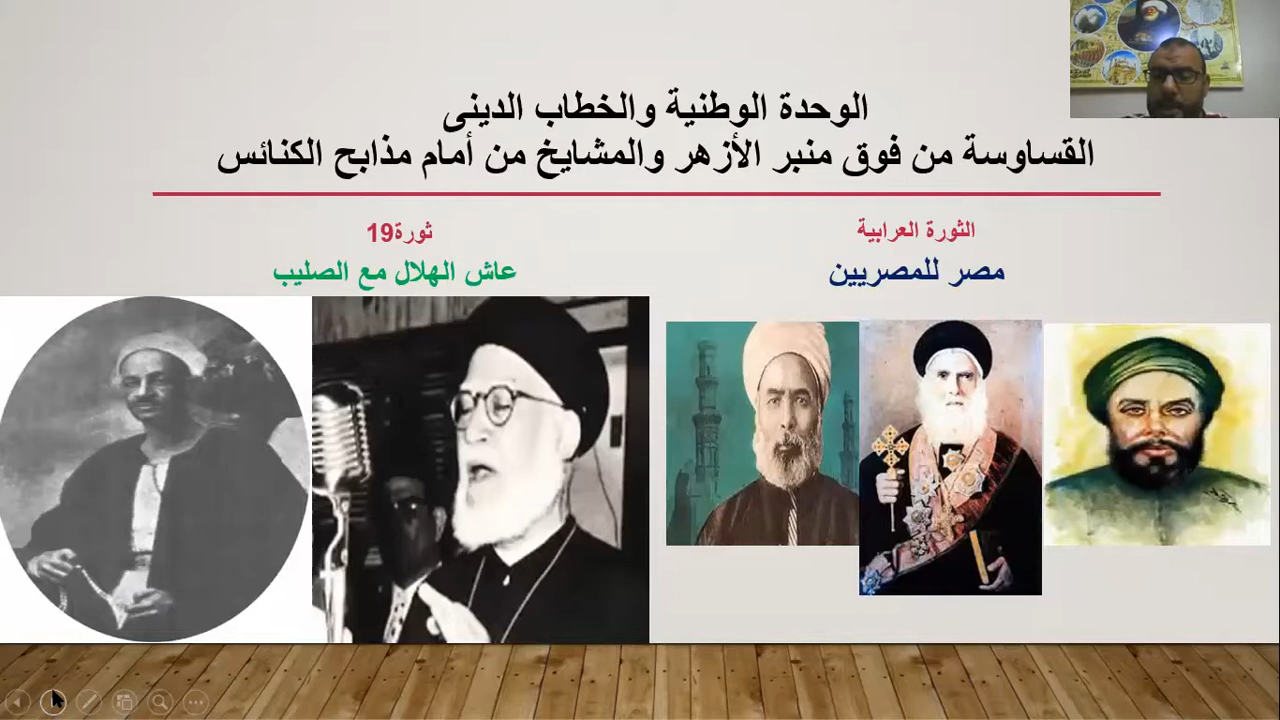 الوحدة الوطنية والخطاب الدينى
القساوسة من فوق منبر الأزهر والمشايخ من أمام مذابح الكنائس
الثورة العرابية
مصر للمصريين
ثورة19
عاش الهلال مع الصليب